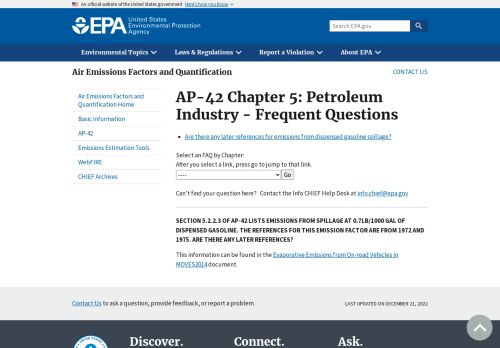 An official website of the United States government Here's how you know
EPA United States
Environmental Protection
Agency
Search EPA.gov
Environmental Topics
Laws & Regulations
Report a Violation
About EPA
Air Emissions Factors and Quantification
CONTACT US
Air Emissions Factors and
Quantification Home
Basic Information
AP-42
Emissions Estimation Tools
WebFIRE
CHIEF Archives
AP-42 Chapter 5: Petroleum
Industry - Frequent Questions
Are there any later references for emissions from dispensed gasoline spillage?
Select an FAQ by Chapter:
After you select a link, press go to jump to that link.
---- Go
Can't find your question here? Contact the Info CHIEF Help Desk at info.chief@epa.gov
SECTION 5.2.2.3 OF AP-42 LISTS EMISSIONS FROM SPILLAGE AT 0.7LB/1000 GAL OF
DISPENSED GASOLINE. THE REFERENCES FOR THIS EMISSION FACTOR ARE FROM 1972 AND
1975. ARE THERE ANY LATER REFERENCES?
This information can be found in the Evaporative Emissions from On-road Vehicles in
MOVES2014 document.
Contact Us to ask a question, provide feedback, or report a problem.
LAST UPDATED ON DECEMBER 21, 2022
Discover.
Connect.
Ask.